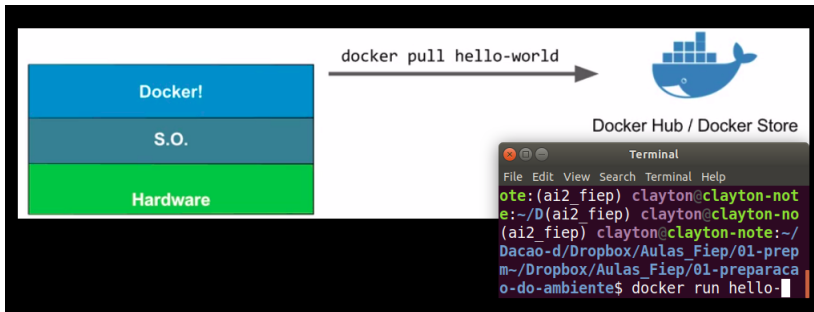 docker pull hello-world
Docker!
S.O.
Hardware
Docker Hub / Docker Store
Terminal
File Edit View Search Terminal Help
ote:(ai2_fiep) clayton@clayton-not
e:~/D(ai2_fiep) clayton@clayton-no
(ai2_fiep) clayton@clayton-note:~/
Dacao-d/Dropbox/Aulas_Fiep/01-prep
m~/Dropbox/Aulas_Fiep/01-preparaca
o-do-ambiente$ docker run hello-